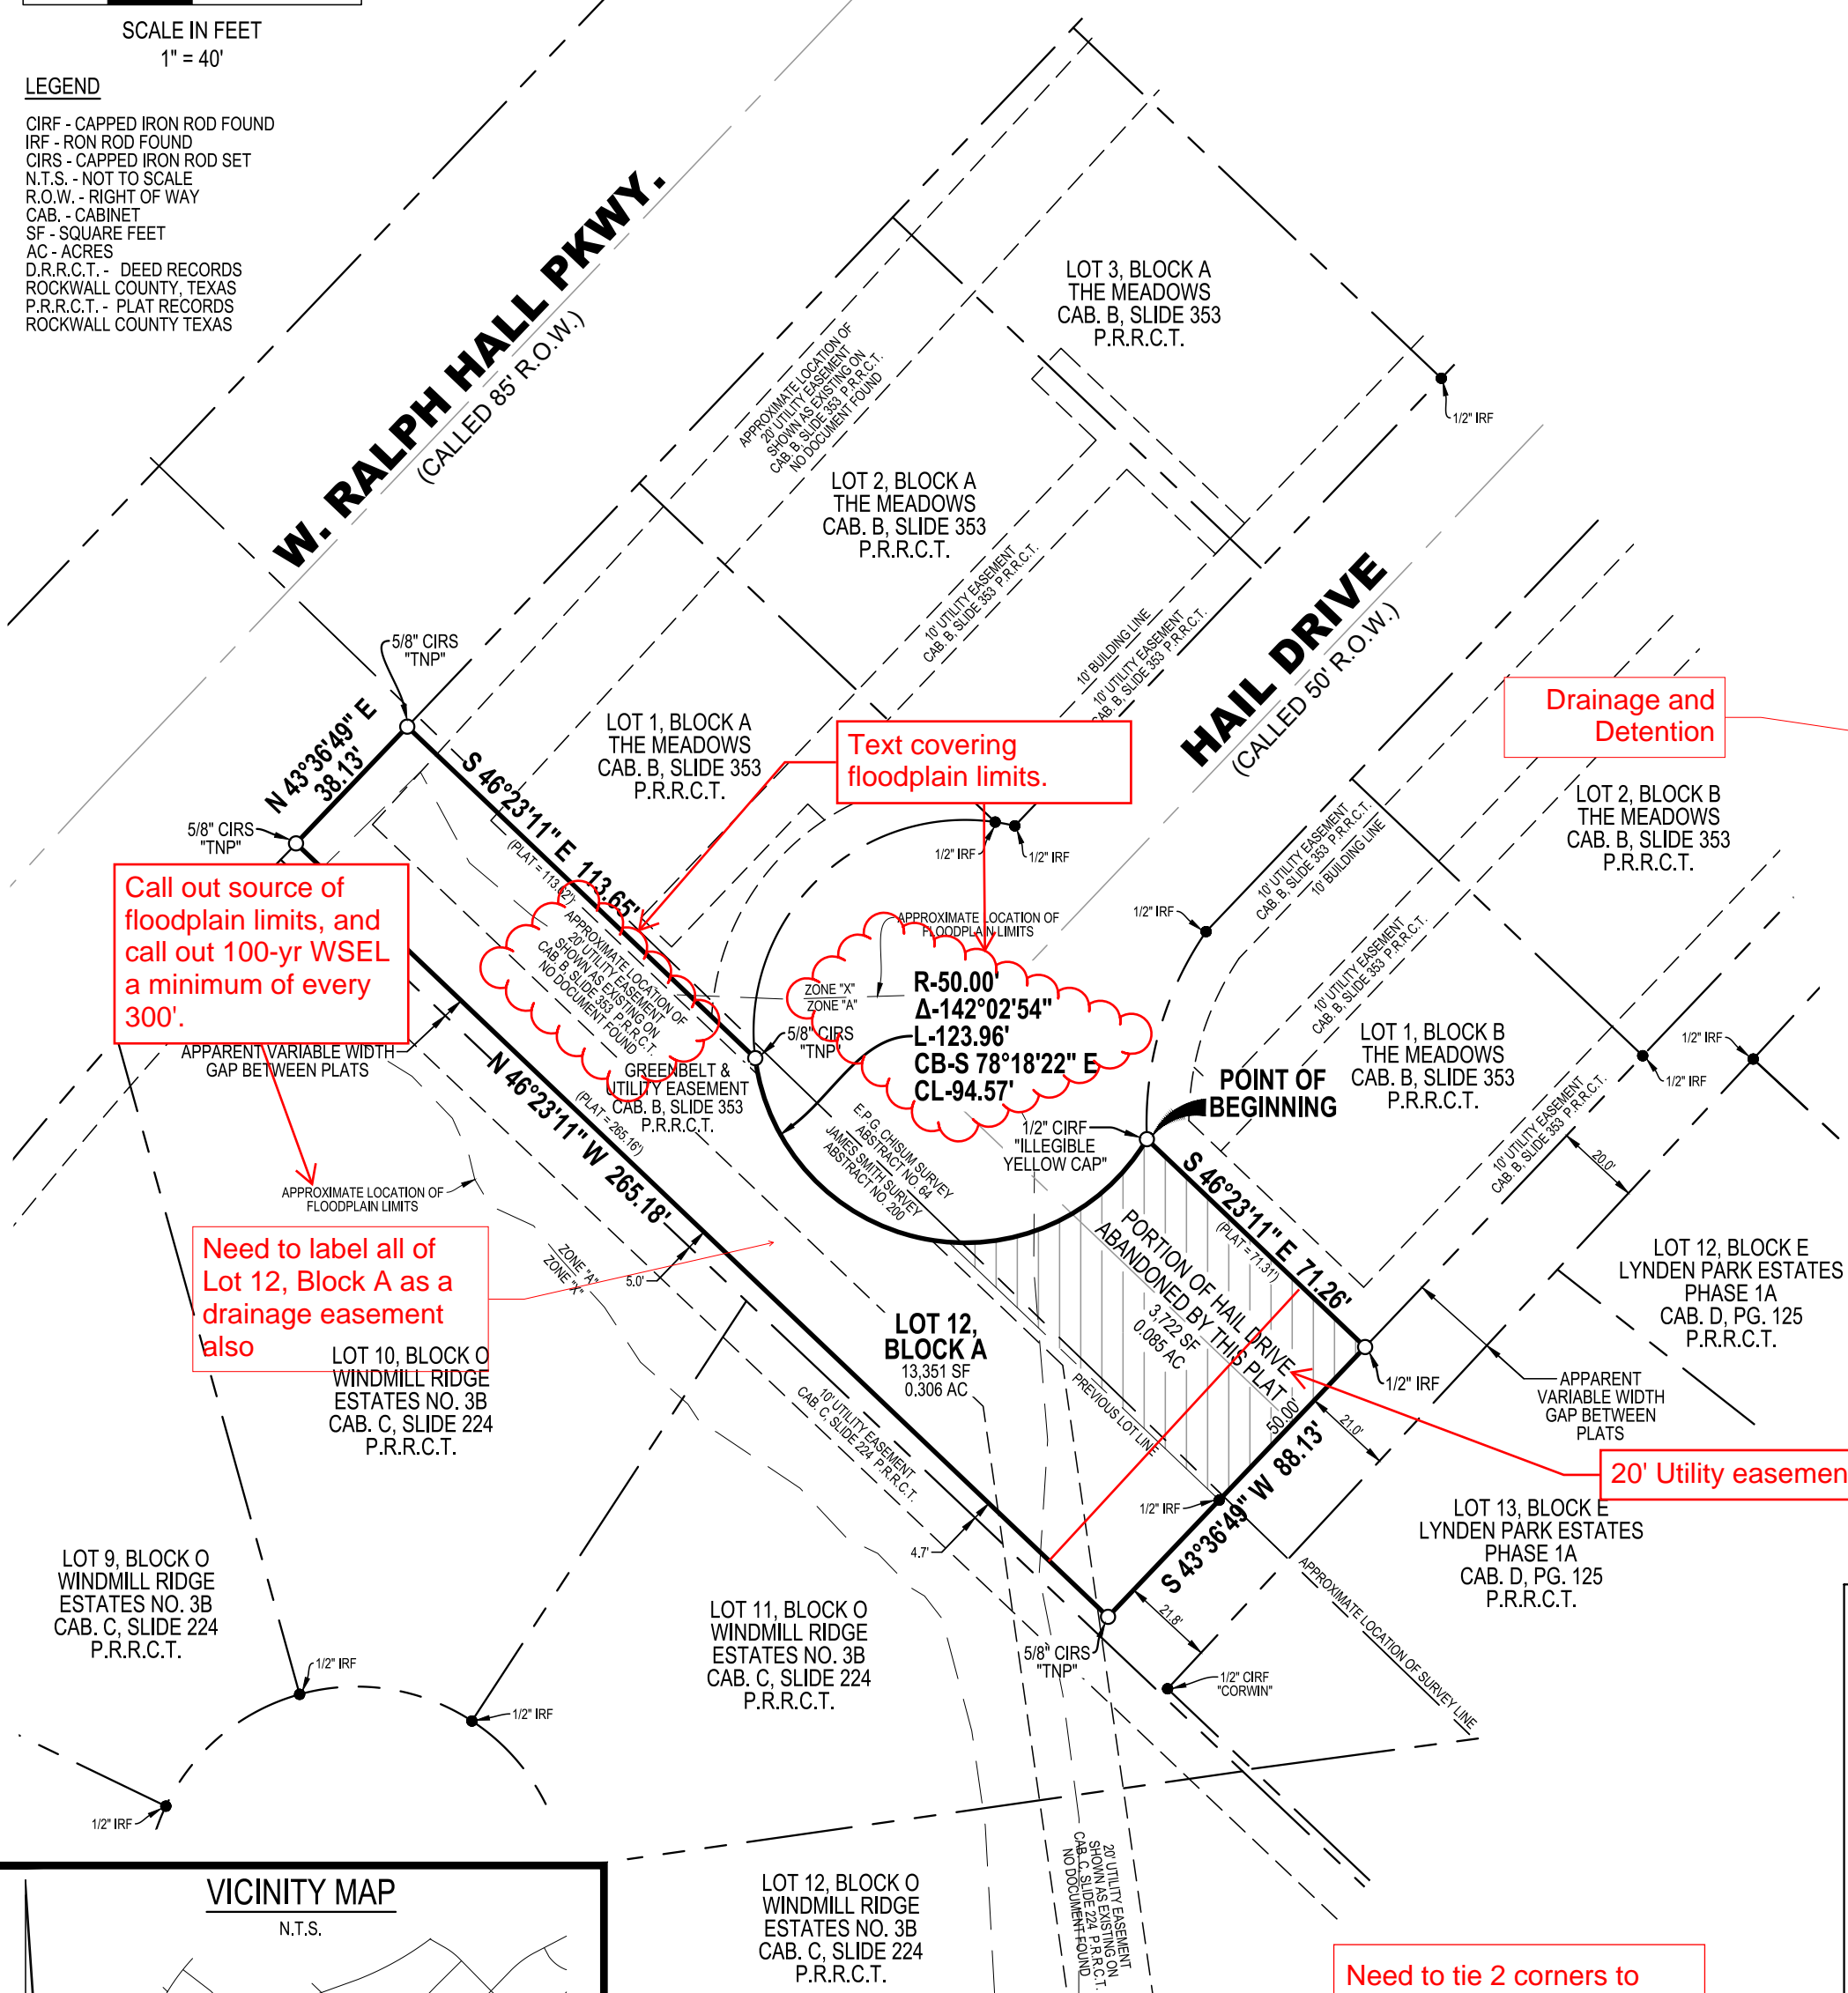 SCALE IN FEET
1" = 40'
LEGEND
CIRF - CAPPED IRON ROD FOUND
IRF - RON ROD FOUND
CIRS - CAPPED IRON ROD SET
N.T.S. - NOT TO SCALE
R.O.W. - RIGHT OF WAY
CAB. - CABINET
SF - SQUARE FEET
AC - ACRES
D.R.R.C.T. - DEED RECORDS
ROCKWALL COUNTY, TEXAS
P.R.R.C.T. - PLAT RECORDS
ROCKWALL COUNTY TEXAS
W. RALPH HALL PKWY.
(CALLED 85' R.O.W.)
LOT 3, BLOCK A
THE MEADOWS
CAB. B, SLIDE 353
P.R.R.C.T.
1/2" IRF
APPROXIMATE LOCATION OF
20' UTILITY EASEMENT
SHOWN AS EXISTING ON
CAB. B, SLIDE 353 P.R.R.C.T.
NO DOCUMENT FOUND
LOT 2, BLOCK A
THE MEADOWS
CAB. B, SLIDE 353
P.R.R.C.T.
10' UTILITY EASEMENT
CAB. B, SLIDE 353 P.R.R.C.T.
10' BUILDING LINE
10' UTILITY EASEMENT
CAB. B, SLIDE 353 P.R.R.C.T.
HAIL DRIVE
(CALLED 50' R.O.W.)
5/8" CIRS
"TNP"
N 43°36'49" E
38.13'
5/8" CIRS
"TNP"
LOT 1, BLOCK A
THE MEADOWS
CAB. B, SLIDE 353
P.R.R.C.T.
Text covering
floodplain limits.
Drainage and
Detention
LOT 2, BLOCK B
THE MEADOWS
CAB. B, SLIDE 353
P.R.R.C.T.
S 46°23'11" E 113.65'
(PLAT = 113.62')
1/2" IRF
1/2" IRF
10' UTILITY EASEMENT
CAB. B, SLIDE 353 P.R.R.C.T.
10' BUILDING LINE
1/2" IRF
Call out source of
floodplain limits, and
call out 100-yr WSEL
a minimum of every
300'.
APPROXIMATE LOCATION OF
20' UTILITY EASEMENT
SHOWN AS EXISTING ON
CAB. B, SLIDE 353 P.R.R.C.T.
NO DOCUMENT FOUND
APPROXIMATE LOCATION OF
FLOODPLAIN LIMITS
ZONE "X"
ZONE "A"
R-50.00'
Δ-142°02'54"
L-123.96'
CB-S 78°18'22" E
CL-94.57'
10' UTILITY EASEMENT
CAB. B, SLIDE 353 P.R.R.C.T.
APPARENT VARIABLE WIDTH
GAP BETWEEN PLATS
5/8" CIRS
"TNP"
GREENBELT &
UTILITY EASEMENT
CAB. B, SLIDE 353
P.R.R.C.T.
LOT 1, BLOCK B
THE MEADOWS
CAB. B, SLIDE 353
P.R.R.C.T.
1/2" IRF
1/2" IRF
POINT OF
BEGINNING
1/2" CIRF
"ILLEGIBLE
YELLOW CAP"
E.P.G. CHISUM SURVEY
ABSTRACT NO. 64
JAMES SMITH SURVEY
ABSTRACT NO. 200
N 46°23'11" W 265.18'
(PLAT = 265.16')
10' UTILITY EASEMENT
CAB. B, SLIDE 353 P.R.R.C.T.
20.0'
S 46°23'11" E 71.26'
(PLAT = 71.31')
APPROXIMATE LOCATION OF
FLOODPLAIN LIMITS
Need to label all of
Lot 12, Block A as a
drainage easement
also
ZONE "A"
ZONE "X"
5.0'
PORTION OF HAIL DRIVE
ABANDONED BY THIS PLAT
3,722 SF
0.085 AC
LOT 12, BLOCK E
LYNDEN PARK ESTATES
PHASE 1A
CAB. D, PG. 125
P.R.R.C.T.
LOT 12,
BLOCK A
13,351 SF
0.306 AC
LOT 10, BLOCK O
WINDMILL RIDGE
ESTATES NO. 3B
CAB. C, SLIDE 224
P.R.R.C.T.
10' UTILITY EASEMENT
CAB. C, SLIDE 224 P.R.R.C.T.
PREVIOUS LOT LINE
1/2" IRF
APPARENT
VARIABLE WIDTH
GAP BETWEEN
PLATS
50.00'
21.0'
S 43°36'49" W 88.13'
20' Utility easemen
1/2" IRF
LOT 13, BLOCK E
LYNDEN PARK ESTATES
PHASE 1A
CAB. D, PG. 125
P.R.R.C.T.
4.7'
LOT 9, BLOCK O
WINDMILL RIDGE
ESTATES NO. 3B
CAB. C, SLIDE 224
P.R.R.C.T.
LOT 11, BLOCK O
WINDMILL RIDGE
ESTATES NO. 3B
CAB. C, SLIDE 224
P.R.R.C.T.
21.8'
5/8" CIRS
"TNP"
1/2" CIRF
"CORWIN"
APPROXIMATE LOCATION OF SURVEY LINE
1/2" IRF
1/2" IRF
1/2" IRF
VICINITY MAP
N.T.S.
LOT 12, BLOCK O
WINDMILL RIDGE
ESTATES NO. 3B
CAB. C, SLIDE 224
P.R.R.C.T.
20' UTILITY EASEMENT
SHOWN AS EXISTING ON
CAB. C, SLIDE 224 P.R.R.C.T.
NO DOCUMENT FOUND
Need to tie 2 corners to